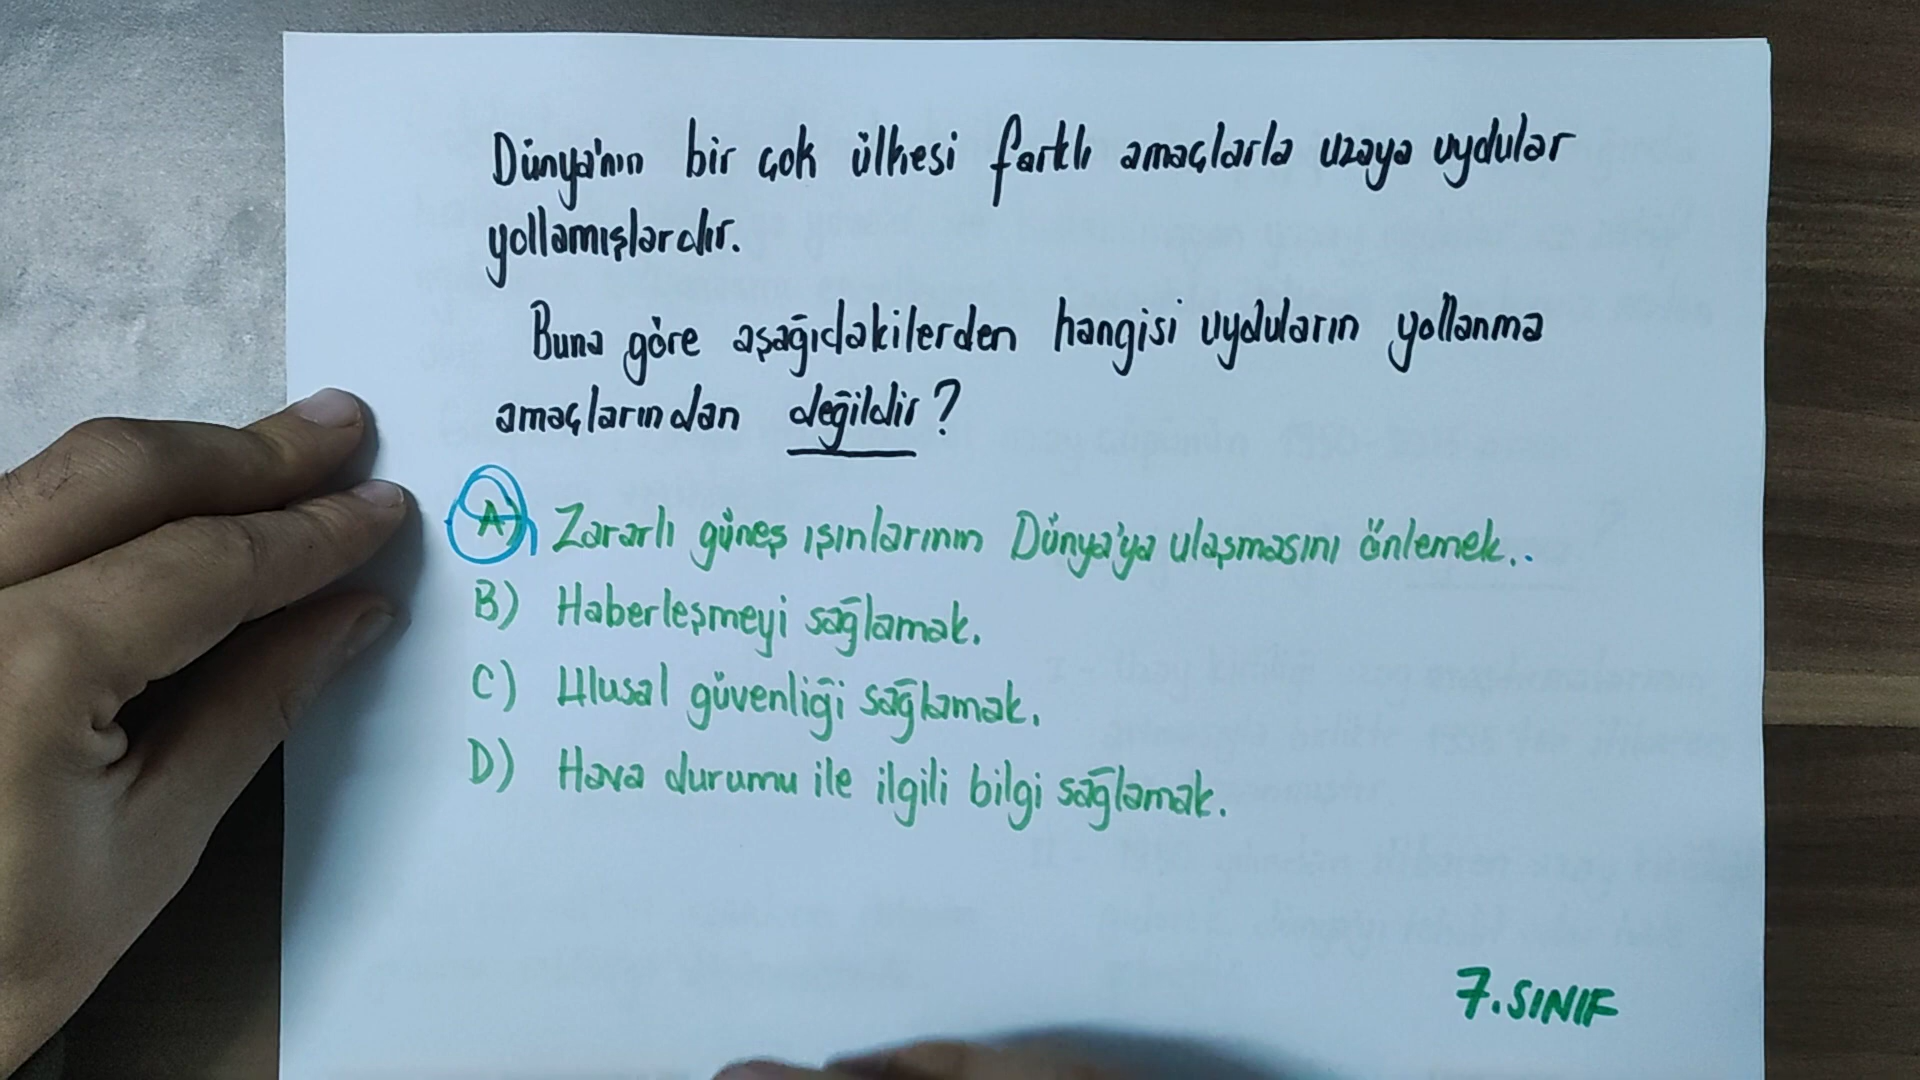 Dünya'nın bir çok ülkesi farklı amaçlarla uzaya uydular
yollamışlardır.
Buna göre aşağıdakilerden hangisi uyduların yollanma
amaçlarından değildir?
A) Zararlı güneş ışınlarının Dünya'ya ulaşmasını önlemek..
B) Haberleşmeyi sağlamak.
C) Ulusal güvenliği sağlamak.
D) Hava durumu ile ilgili bilgi sağlamak.
7.SINIF